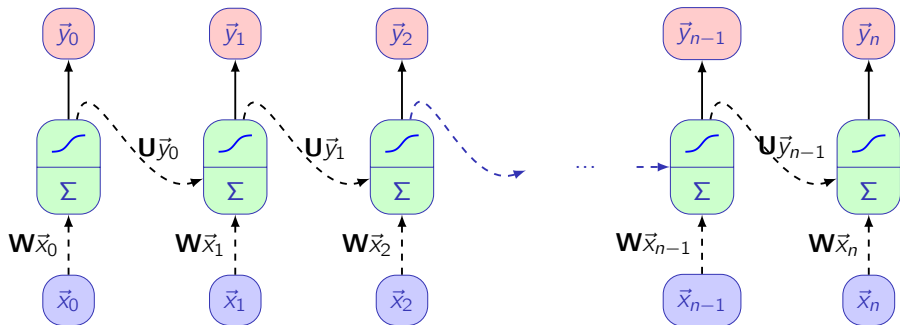 y⃗₀ y⃗₁ y⃗₂ y⃗ₙ₋₁ y⃗ₙ
Uy⃗₀ Uy⃗₁ Uy⃗ₙ₋₁
Σ Σ Σ ... Σ Σ
Wx⃗₀ Wx⃗₁ Wx⃗₂ Wx⃗ₙ₋₁ Wx⃗ₙ
x⃗₀ x⃗₁ x⃗₂ x⃗ₙ₋₁ x⃗ₙ